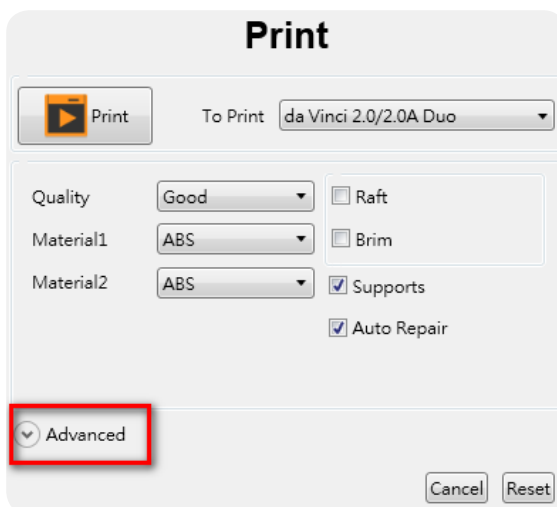 Print
Print To Print da Vinci 2.0/2.0A Duo
Quality Good Raft
Material1 ABS Brim
Material2 ABS Supports
Auto Repair
Advanced
Cancel Reset